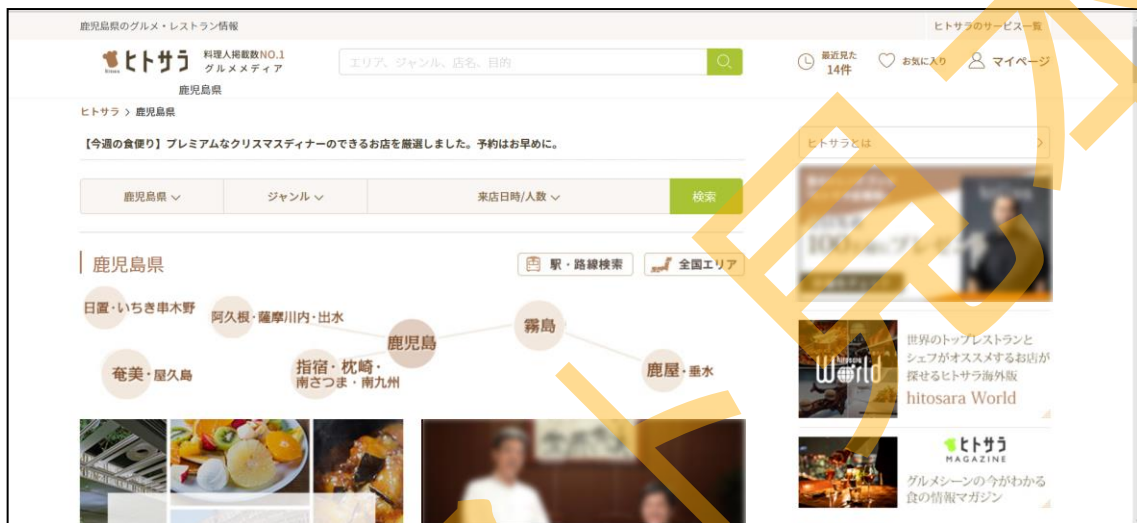 鹿児島県のグルメ・レストラン情報
ヒトサラのサービス一覧
ヒトサラ
料理人掲載数NO.1
グルメメディア
エリア、ジャンル、店名、目的
最近見た
14件
お気に入り
マイページ
鹿児島県
ヒトサラ > 鹿児島県
【今週の食便り】プレミアムなクリスマスディナーのできるお店を厳選しました。予約はお早めに。
ヒトサラとは
鹿児島県
ジャンル
来店日時/人数
検索
鹿児島県
駅・路線検索
全国エリア
日置・いちき串木野
阿久根・薩摩川内・出水
鹿児島
霧島
奄美・屋久島
指宿・枕崎・
南さつま・南九州
鹿屋・垂水
hitosara
World
世界のトップレストランと
シェフがオススメするお店が
探せるヒトサラ海外版
hitosara World
ヒトサラ
MAGAZINE
グルメシーンの今がわかる
食の情報マガジン